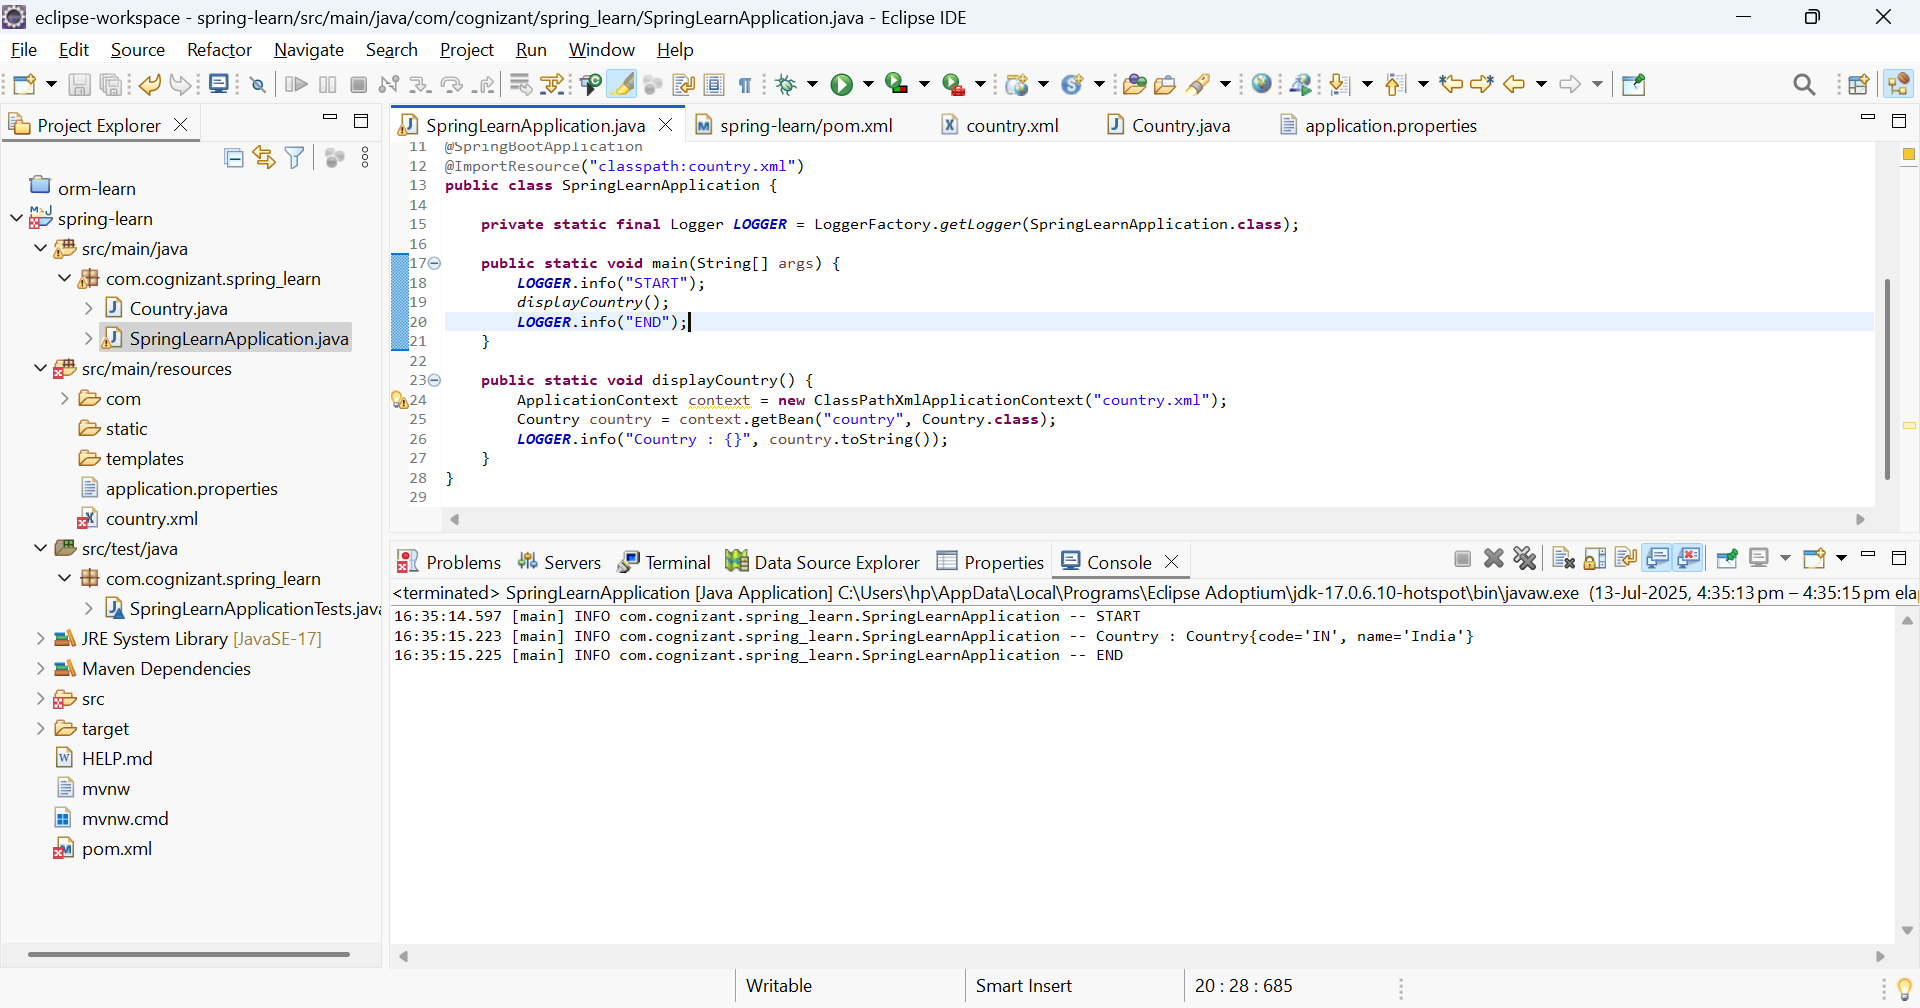 eclipse-workspace - spring-learn/src/main/java/com/cognizant/spring_learn/SpringLearnApplication.java - Eclipse IDE
File Edit Source Refactor Navigate Search Project Run Window Help
Project Explorer
orm-learn
spring-learn
src/main/java
com.cognizant.spring_learn
Country.java
SpringLearnApplication.java
src/main/resources
com
static
templates
application.properties
country.xml
src/test/java
com.cognizant.spring_learn
SpringLearnApplicationTests.java
JRE System Library [JavaSE-17]
Maven Dependencies
src
target
HELP.md
mvnw
mvnw.cmd
pom.xml
SpringLearnApplication.java spring-learn/pom.xml country.xml Country.java application.properties
11 @SpringBootApplication
12 @ImportResource("classpath:country.xml")
13 public class SpringLearnApplication {
14
15 private static final Logger LOGGER = LoggerFactory.getLogger(SpringLearnApplication.class);
16
17 public static void main(String[] args) {
18 LOGGER.info("START");
19 displayCountry();
20 LOGGER.info("END");
21 }
22
23 public static void displayCountry() {
24 ApplicationContext context = new ClassPathXmlApplicationContext("country.xml");
25 Country country = context.getBean("country", Country.class);
26 LOGGER.info("Country : {}", country.toString());
27 }
28 }
29
Problems Servers Terminal Data Source Explorer Properties Console
<terminated> SpringLearnApplication [Java Application] C:\Users\hp\AppData\Local\Programs\Eclipse Adoptium\jdk-17.0.6.10-hotspot\bin\javaw.exe (13-Jul-2025, 4:35:13 pm – 4:35:15 pm ela
16:35:14.597 [main] INFO com.cognizant.spring_learn.SpringLearnApplication -- START
16:35:15.223 [main] INFO com.cognizant.spring_learn.SpringLearnApplication -- Country : Country{code='IN', name='India'}
16:35:15.225 [main] INFO com.cognizant.spring_learn.SpringLearnApplication -- END
Writable Smart Insert 20 : 28 : 685